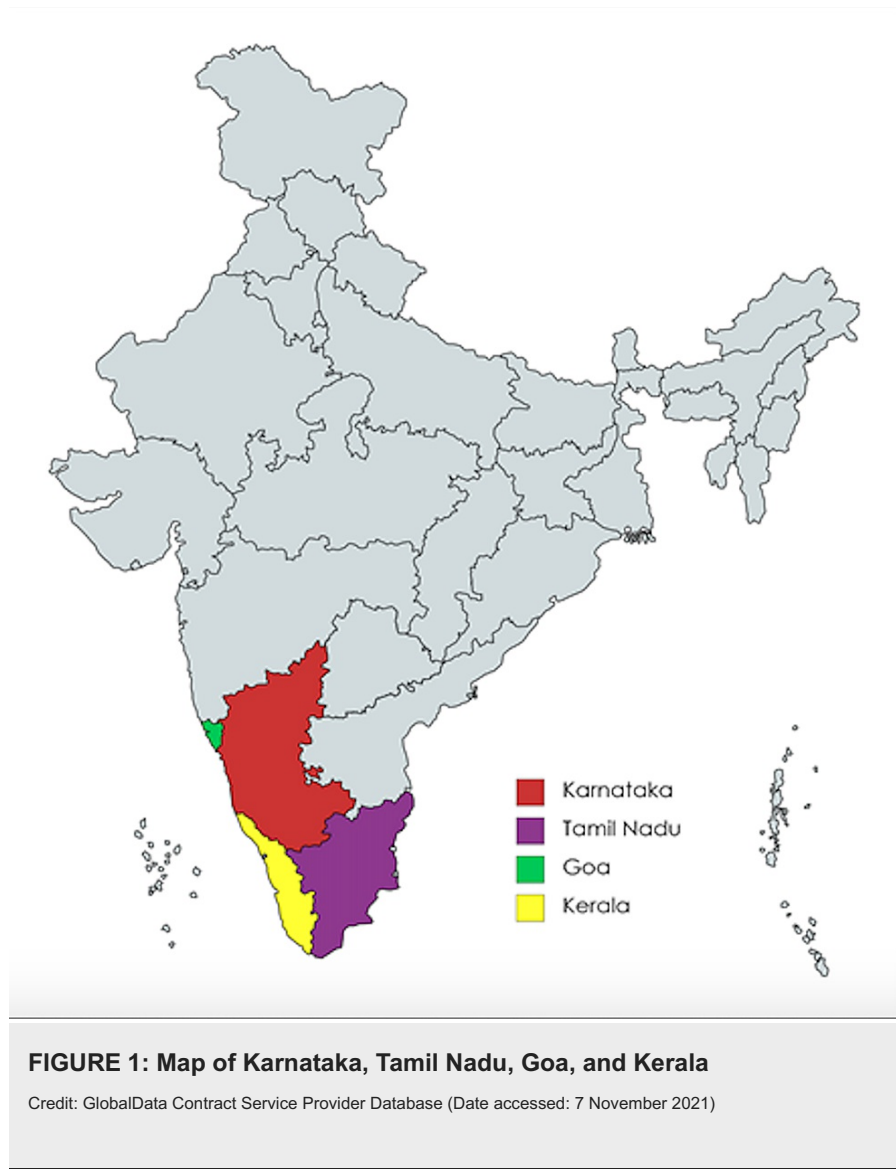 Karnataka
Tamil Nadu
Goa
Kerala
FIGURE 1: Map of Karnataka, Tamil Nadu, Goa, and Kerala
Credit: GlobalData Contract Service Provider Database (Date accessed: 7 November 2021)